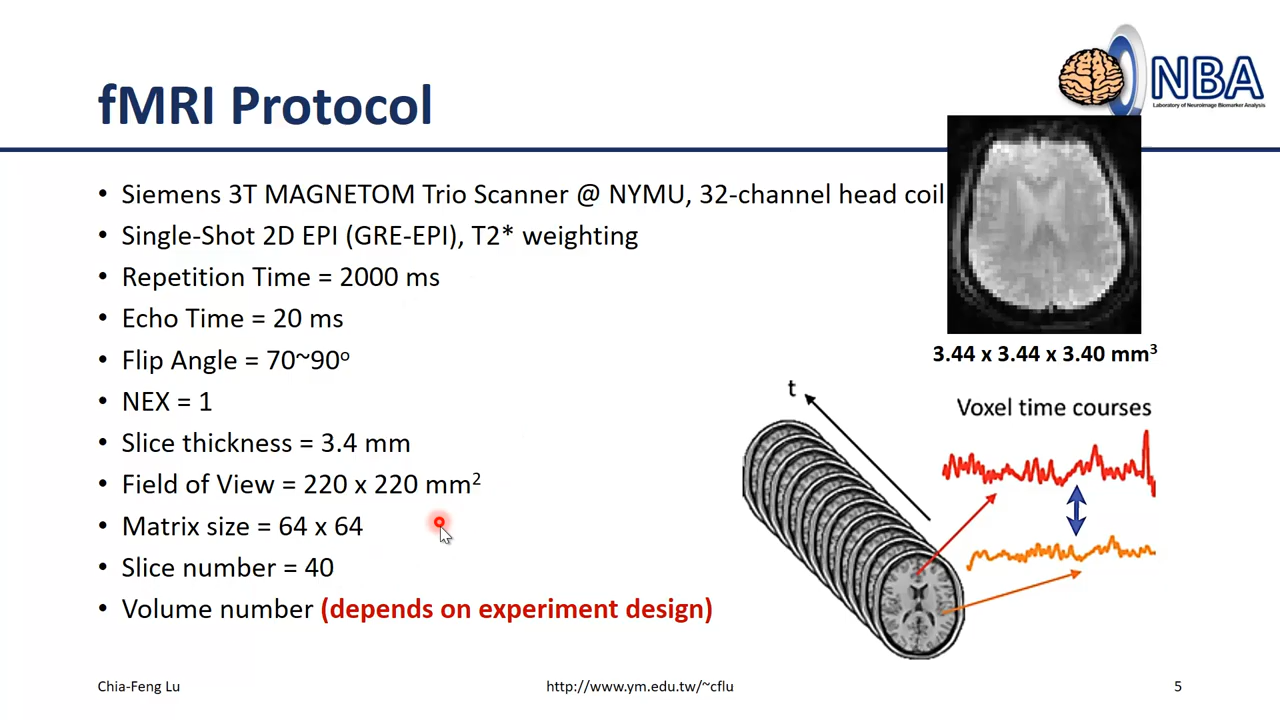 NBA
Laboratory of Neuroimage Biomarker Analysis
fMRI Protocol
• Siemens 3T MAGNETOM Trio Scanner @ NYMU, 32-channel head coil
• Single-Shot 2D EPI (GRE-EPI), T2* weighting
• Repetition Time = 2000 ms
• Echo Time = 20 ms
• Flip Angle = 70~90º
• NEX = 1
• Slice thickness = 3.4 mm
• Field of View = 220 x 220 mm²
• Matrix size = 64 x 64
• Slice number = 40
• Volume number (depends on experiment design)
3.44 x 3.44 x 3.40 mm³
t
Voxel time courses
Chia-Feng Lu
http://www.ym.edu.tw/~cflu
5